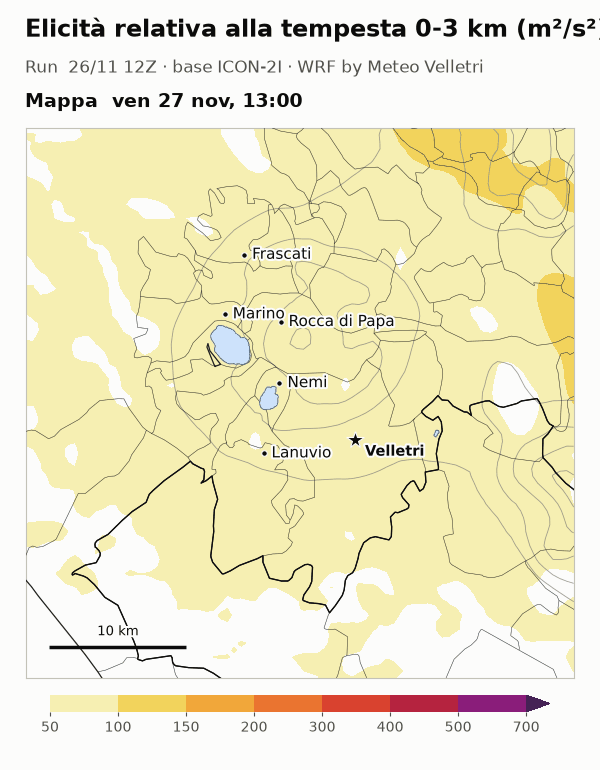 Elicità relativa alla tempesta 0-3 km (m²/s²)
Run  26/11 12Z · base ICON-2I · WRF by Meteo Velletri
Mappa  ven 27 nov, 13:00
Frascati
Marino
Rocca di Papa
Nemi
Velletri
Lanuvio
10 km
50 100 150 200 300 400 500 700